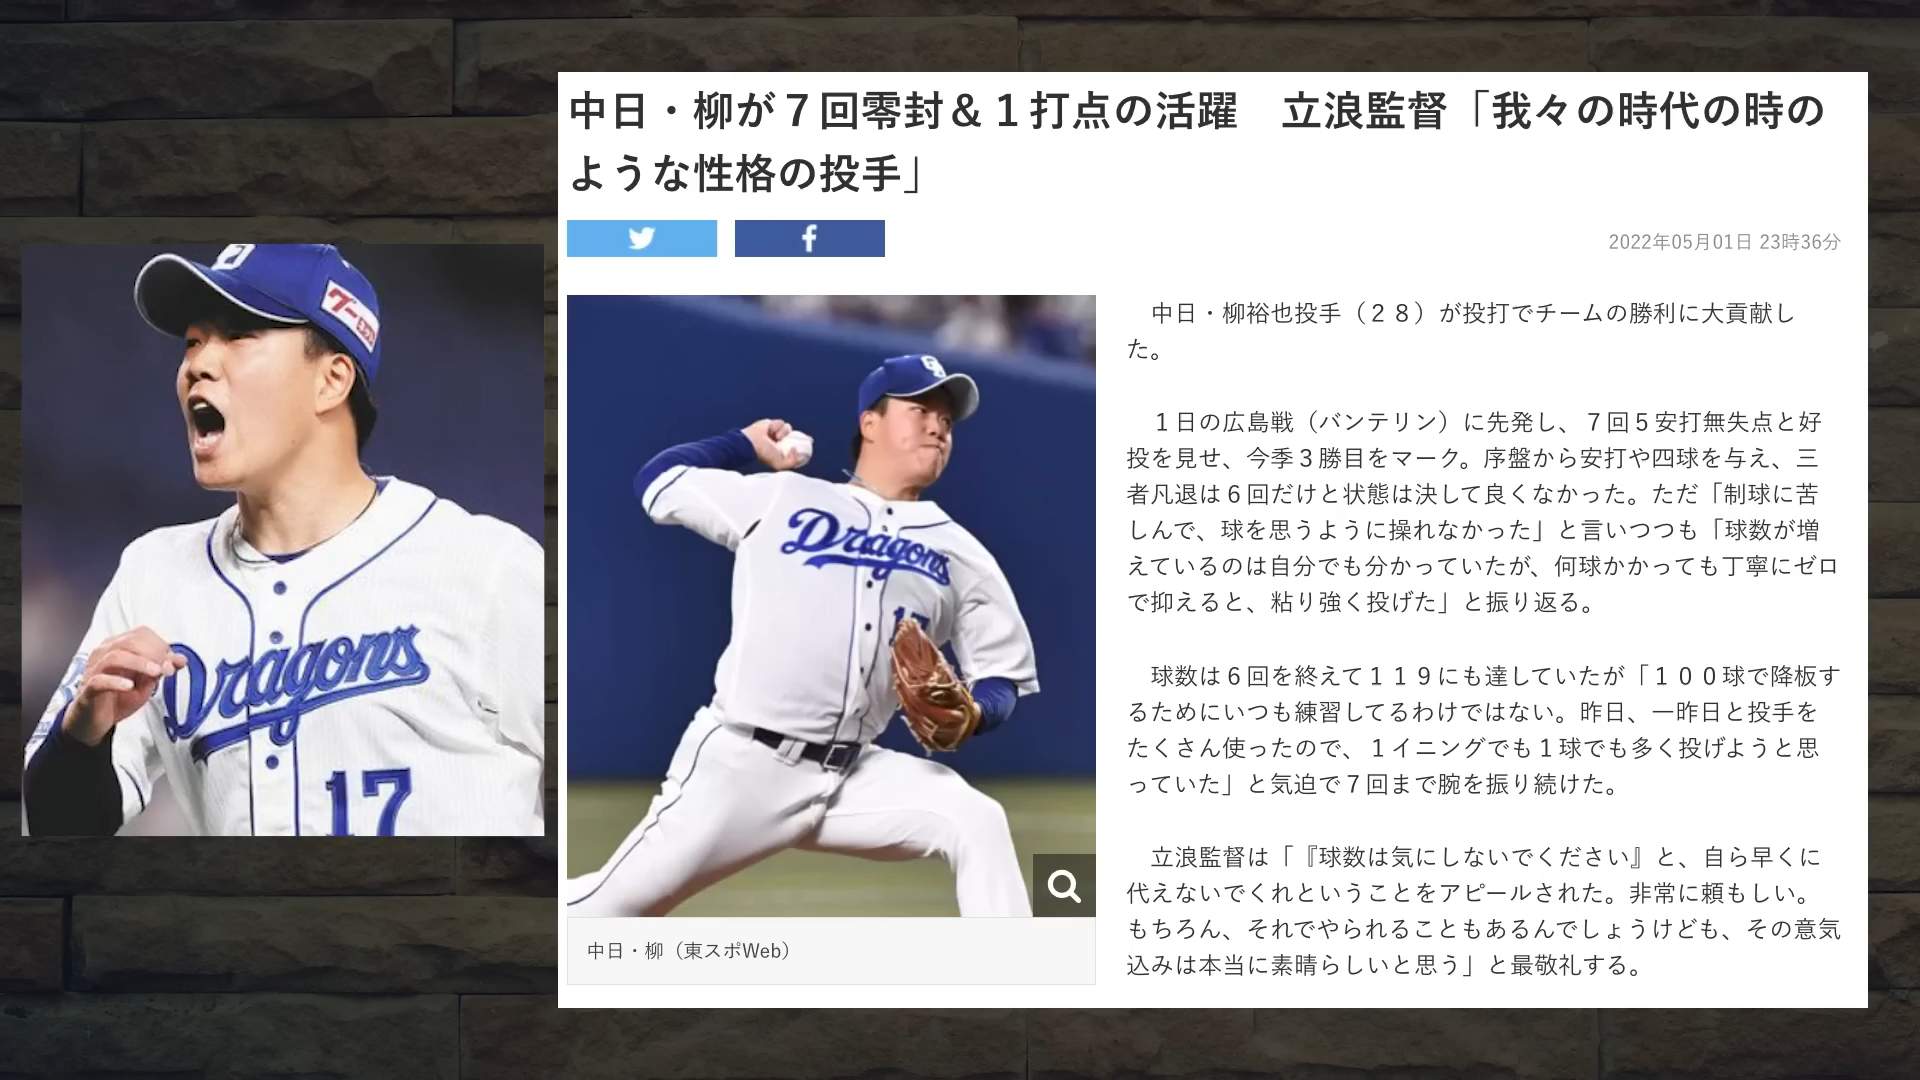 中日・柳が７回零封＆１打点の活躍　立浪監督「我々の時代の時の
ような性格の投手」
2022年05月01日 23時36分
グー
Dragons
17
Dragons
17
中日・柳（東スポWeb）
中日・柳裕也投手（２８）が投打でチームの勝利に大貢献し
た。
１日の広島戦（バンテリン）に先発し、７回５安打無失点と好
投を見せ、今季３勝目をマーク。序盤から安打や四球を与え、三
者凡退は６回だけと状態は決して良くなかった。ただ「制球に苦
しんで、球を思うように操れなかった」と言いつつも「球数が増
えているのは自分でも分かっていたが、何球かかっても丁寧にゼロ
で抑えると、粘り強く投げた」と振り返る。
球数は６回を終えて１１９にも達していたが「１００球で降板す
るためにいつも練習してるわけではない。昨日、一昨日と投手を
たくさん使ったので、１イニングでも１球でも多く投げようと思
っていた」と気迫で７回まで腕を振り続けた。
立浪監督は「『球数は気にしないでください』と、自ら早くに
代えないでくれということをアピールされた。非常に頼もしい。
もちろん、それでやられることもあるんでしょうけども、その意気
込みは本当に素晴らしいと思う」と最敬礼する。